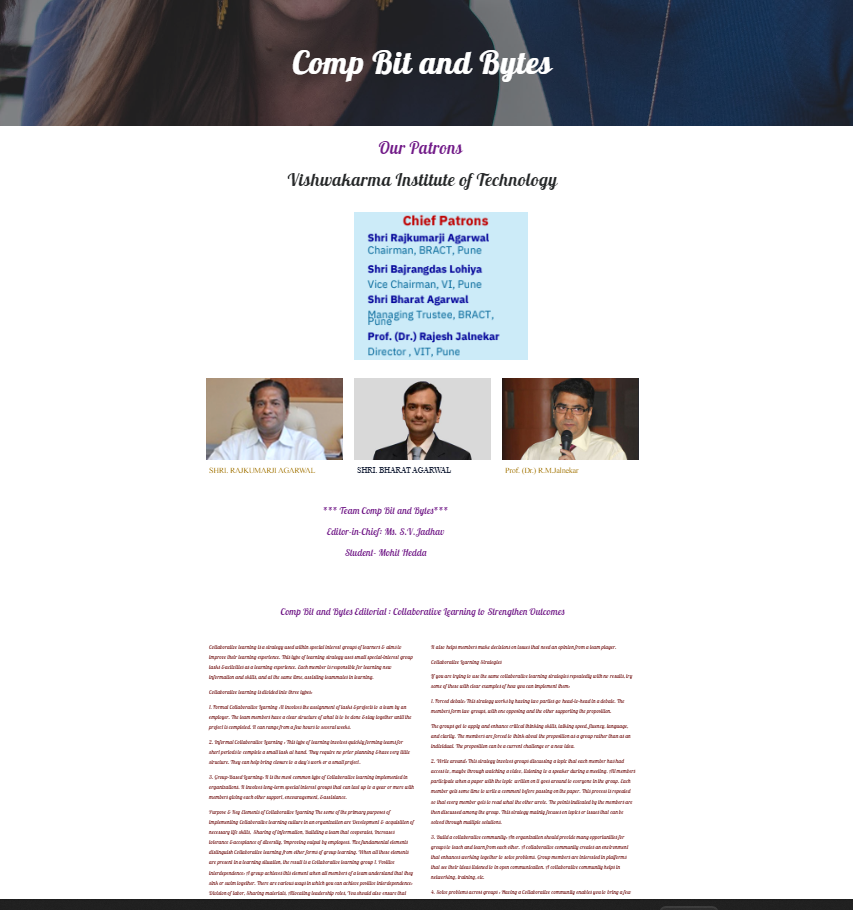 Comp Bit and Bytes
Our Patrons
Vishwakarma Institute of Technology
Chief Patrons
Shri Rajkumarji Agarwal
Chairman, BRACT, Pune
Shri Bajrangdas Lohiya
Vice Chairman, VI, Pune
Shri Bharat Agarwal
Managing Trustee, BRACT,
Pune
Prof. (Dr.) Rajesh Jalnekar
Director , VIT, Pune
SHRI. RAJKUMARJI AGARWAL
SHRI. BHARAT AGARWAL
Prof. (Dr.) R.M.Jalnekar
*** Team Comp Bit and Bytes***
Editor-in-Chief: Ms. S.V.Jadhav
Student- Mohit Hedda
Comp Bit and Bytes Editorial : Collaborative Learning to Strengthen Outcomes
Collaborative learning is a strategy used within special interest groups of learners & aims to
improve their learning experience. This type of learning strategy uses small special-interest group
tasks & activities as a learning experience. Each member is responsible for learning new
information and skills, and at the same time, assisting teammates in learning.
Collaborative learning is divided into three types:
1. Formal Collaborative Learning :It involves the assignment of tasks & projects to a team by an
employer. The team members have a clear structure of what is to be done & stay together until the
project is completed. It can range from a few hours to several weeks.
2. Informal Collaborative Learning : This type of learning involves quickly forming teams for
short periods to complete a small task at hand. They require no prior planning & have very little
structure. They can help bring closure to a day's work or a small project.
3. Group-Based Learning: It is the most common type of Collaborative learning implemented in
organizations. It involves long-term special interest groups that can last up to a year or more with
members giving each other support, encouragement, & assistance.
Purpose & Key Elements of Collaborative Learning The some of the primary purposes of
implementing Collaborative learning culture in an organization are Development & acquisition of
necessary life skills, Sharing of information, Building a team that cooperates, Increases
tolerance & acceptance of diversity, Improving output by employees. This fundamental elements
distinguish Collaborative learning from other forms of group learning. When all these elements
are present in a learning situation, the result is a Collaborative learning group 1. Positive
Interdependence: A group achieves this element when all members of a team understand that they
sink or swim together. There are various ways in which you can achieve positive interdependence:
Division of labor, Sharing materials, Allocating leadership roles, You should also ensure that
It also helps members make decisions on issues that need an opinion from a team player.
Collaborative Learning Strategies
If you are trying to use the same collaborative learning strategies repeatedly with no results, try
some of these with clear examples of how you can implement them:
1. Forced debate: This strategy works by having two parties go head-to-head in a debate. The
members form two groups, with one opposing and the other supporting the proposition.
The groups get to apply and enhance critical thinking skills, talking speed, fluency, language,
and clarity. The members are forced to think about the proposition as a group rather than as an
individual. The proposition can be a current challenge or a new idea.
2. Write around: This strategy involves groups discussing a topic that each member has had
access to, maybe through watching a video, listening to a speaker during a meeting. All members
participate when a paper with the topic written on it goes around to everyone in the group. Each
member gets some time to write a comment before passing on the paper. This process is repeated
so that every member gets to read what the other wrote. The points indicated by the members are
then discussed among the group. This strategy mainly focuses on topics or issues that can be
solved through multiple solutions.
3. Build a collaborative community: An organization should provide many opportunities for
groups to teach and learn from each other. A collaborative community creates an environment
that enhances working together to solve problems. Group members are interested in platforms
that see their ideas listened to in open communication. A collaborative community helps in
networking, training, etc.
4. Solve problems across groups : Having a Collaborative community enables you to bring a few